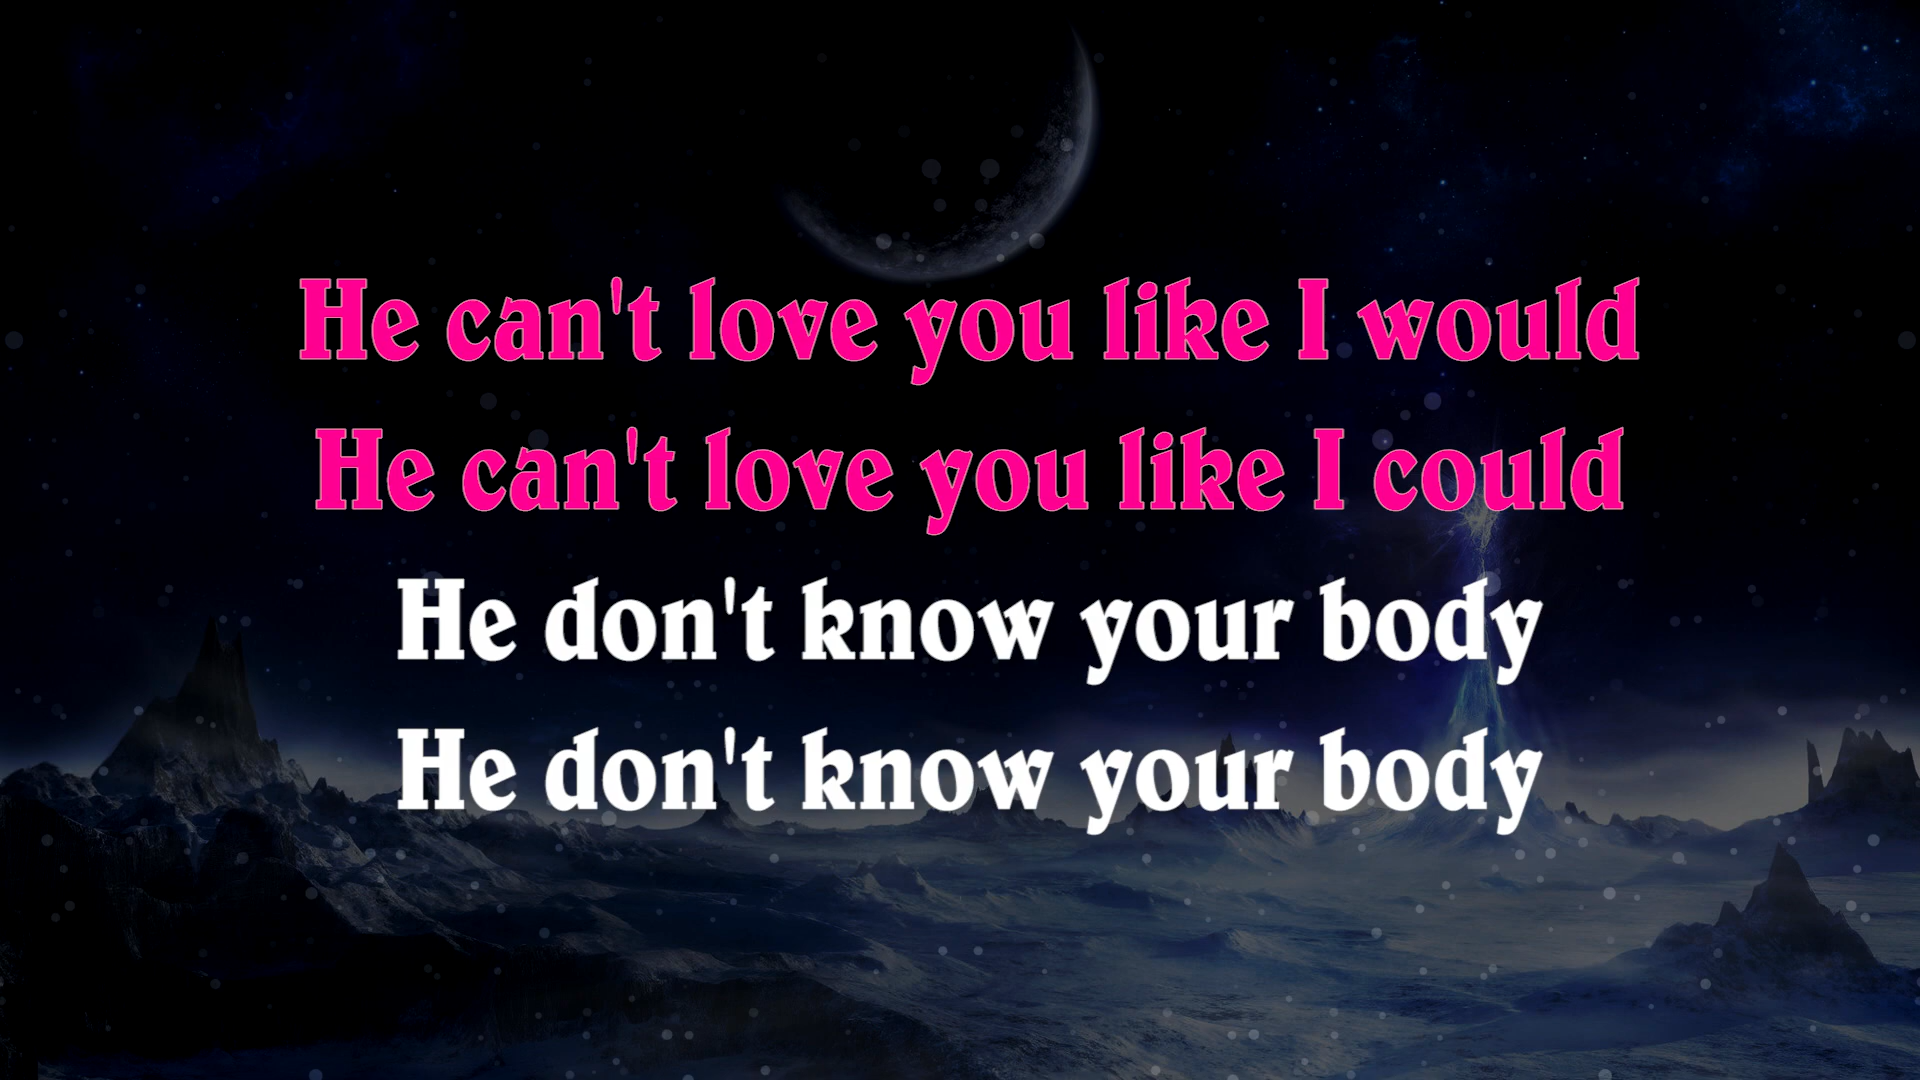 He can't love you like I would
He can't love you like I could
He don't know your body
He don't know your body